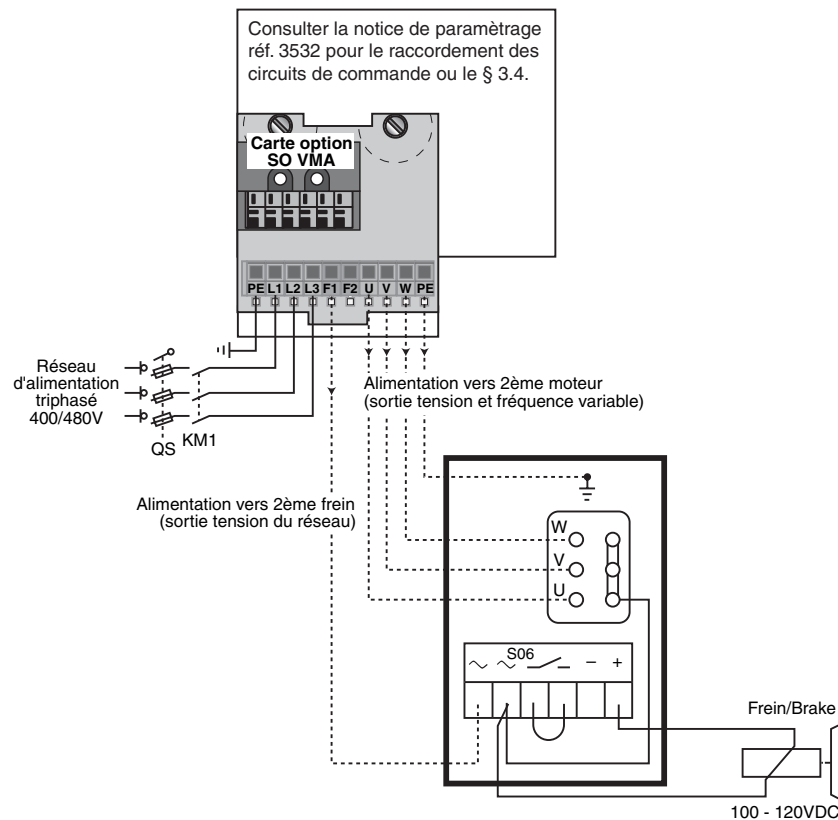 Consulter la notice de paramètrage
réf. 3532 pour le raccordement des
circuits de commande ou le § 3.4.
Carte option
SO VMA
PE L1 L2 L3 F1 F2 U V W PE
Réseau
d'alimentation
triphasé
400/480V
QS
KM1
Alimentation vers 2ème moteur
(sortie tension et fréquence variable)
Alimentation vers 2ème frein
(sortie tension du réseau)
W
V
U
S06
− +
Frein/Brake
100 - 120VDC